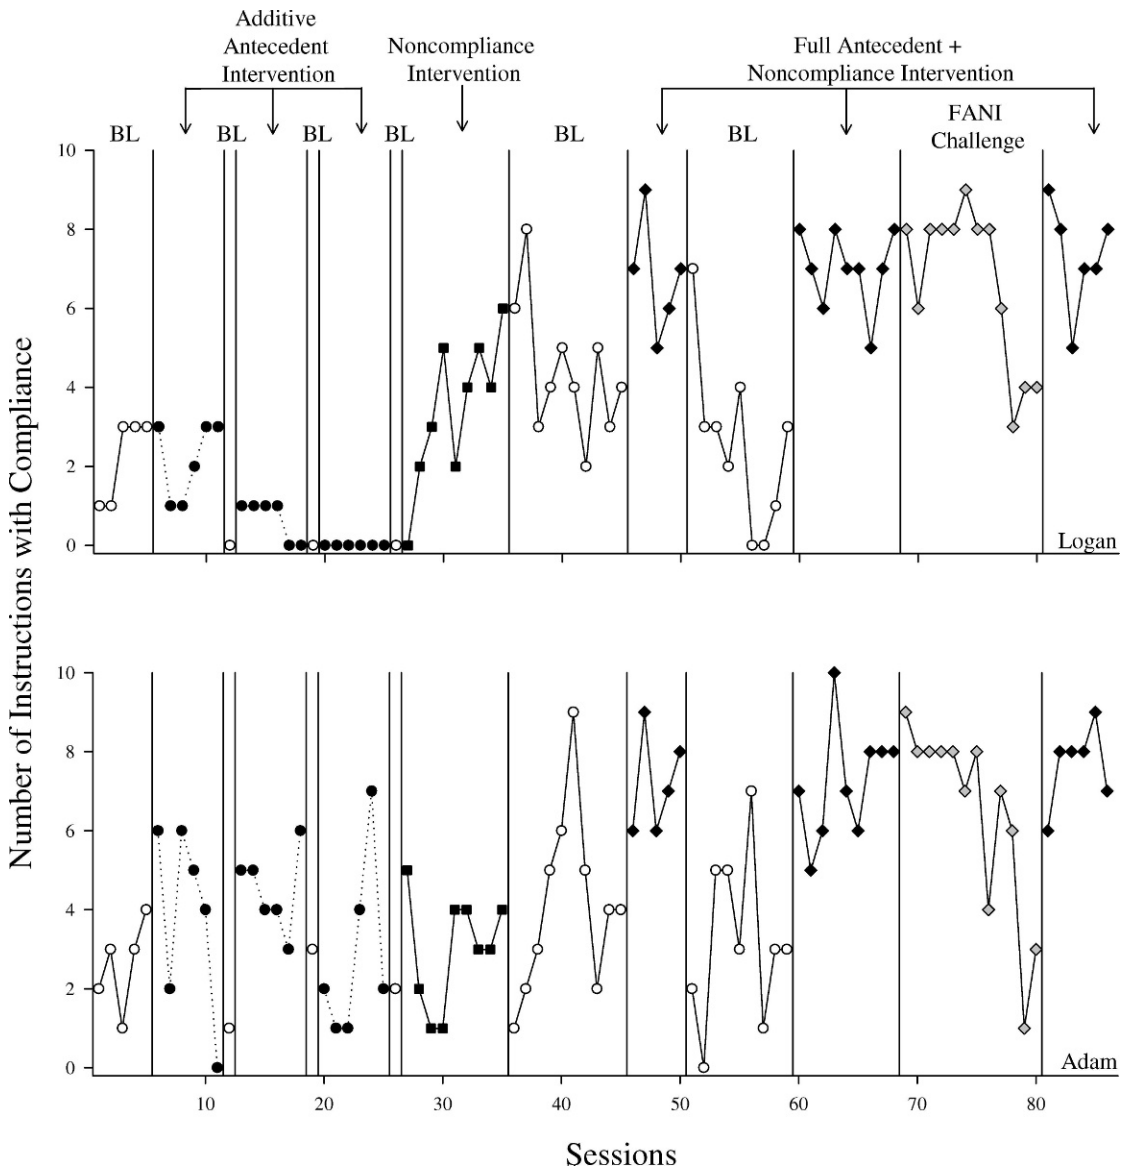 Additive
Antecedent
Intervention
Noncompliance
Intervention
Full Antecedent +
Noncompliance Intervention
FANI
Challenge
BL
BL
BL
BL
BL
BL
10
8
6
4
2
0
Logan
10
20
30
40
50
60
70
80
Number of Instructions with Compliance
10
8
6
4
2
0
Adam
Sessions